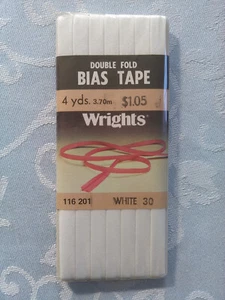 DOUBLE FOLD
BIAS TAPE
4 yds. 3.70m $1.05
Wrights®
116 201 WHITE 30